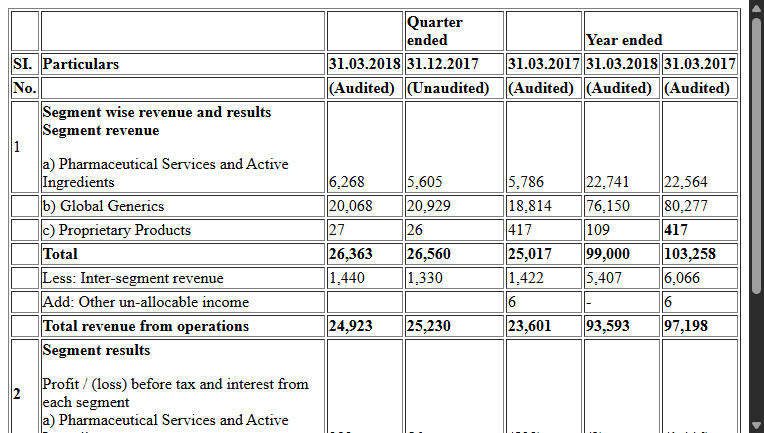 Quarter ended Year ended
SI. Particulars 31.03.2018 31.12.2017 31.03.2017 31.03.2018 31.03.2017
No. (Audited) (Unaudited) (Audited) (Audited) (Audited)
Segment wise revenue and results
Segment revenue
1
a) Pharmaceutical Services and Active
Ingredients 6,268 5,605 5,786 22,741 22,564
b) Global Generics 20,068 20,929 18,814 76,150 80,277
c) Proprietary Products 27 26 417 109 417
Total 26,363 26,560 25,017 99,000 103,258
Less: Inter-segment revenue 1,440 1,330 1,422 5,407 6,066
Add: Other un-allocable income 6 - 6
Total revenue from operations 24,923 25,230 23,601 93,593 97,198
Segment results
2
Profit / (loss) before tax and interest from
each segment
a) Pharmaceutical Services and Active